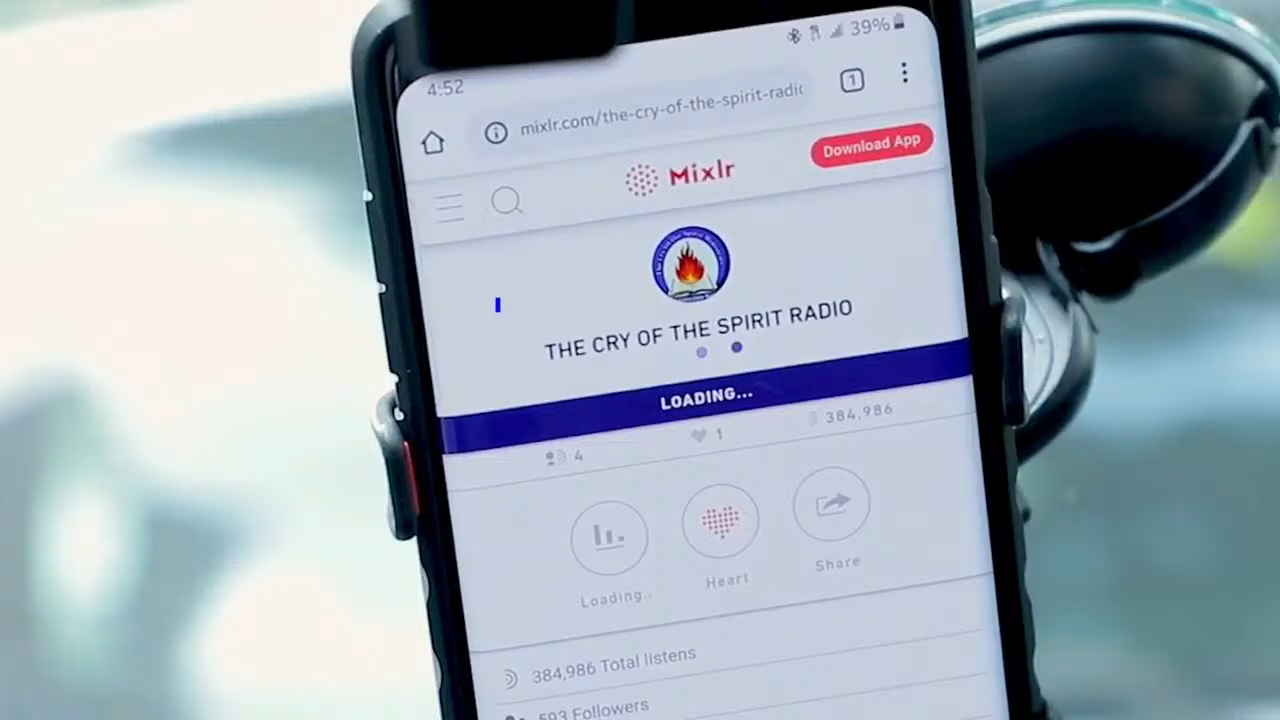 4:52
39%
mixlr.com/the-cry-of-the-spirit-radio
1
Mixlr
Download App
THE CRY OF THE SPIRIT RADIO
LOADING...
4
1
384,986
Loading..
Heart
Share
384,986 Total listens
593 Followers